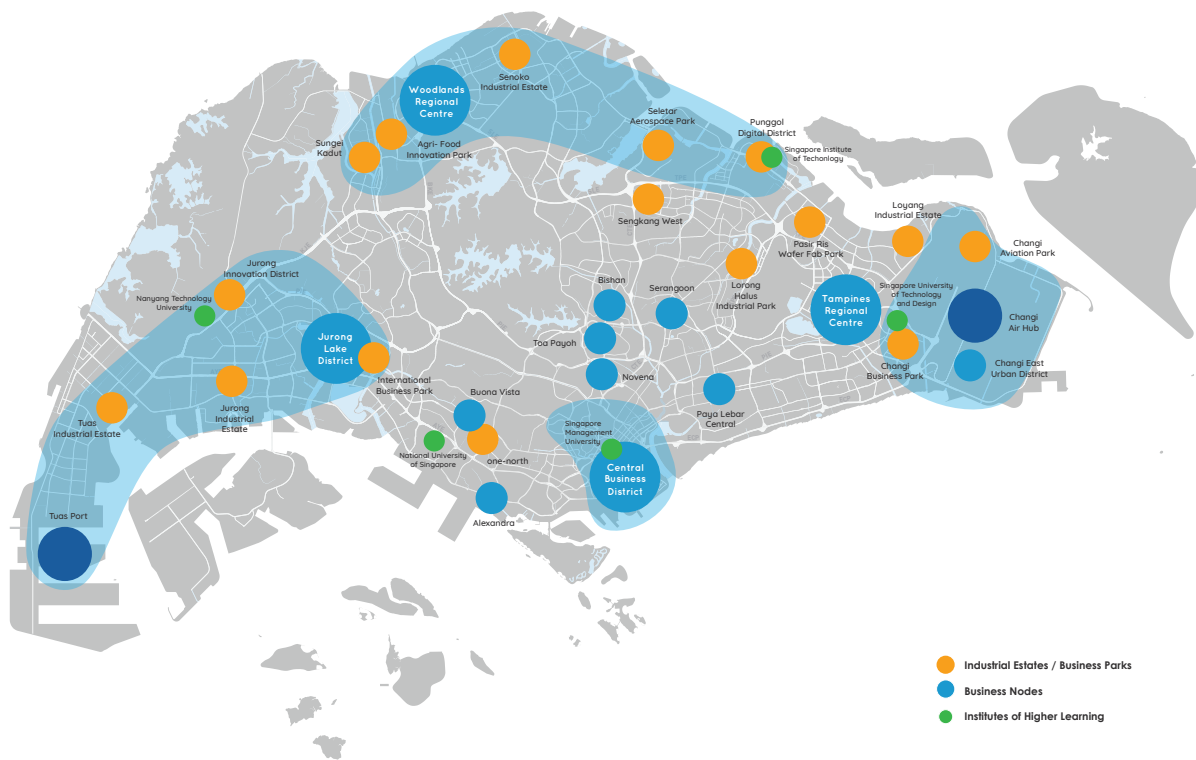 Senoko
Industrial Estate
Woodlands
Regional
Centre
Seletar
Aerospace Park
Punggol
Digital District
Sungei
Kadut
Agri- Food
Innovation Park
Singapore Institute
of Techonlogy
Sengkang West
Loyang
Industrial Estate
Pasir Ris
Wafer Fab Park
Changi
Aviation Park
Jurong
Innovation District
Nanyang Technology
University
Bishan
Serangoon
Lorong
Halus
Industrial Park
Singapore University
of Technology
and Design
Tampines
Regional
Centre
Changi
Air Hub
Jurong
Lake
District
Toa Payoh
Novena
International
Business Park
Changi
Business Park
Changi East
Urban District
Buona Vista
Paya Lebar
Central
Jurong
Industrial
Estate
Tuas
Industrial Estate
Singapore
Management
University
National University
of Singapore
one-north
Central
Business
District
Tuas Port
Alexandra
Industrial Estates / Business Parks
Business Nodes
Institutes of Higher Learning